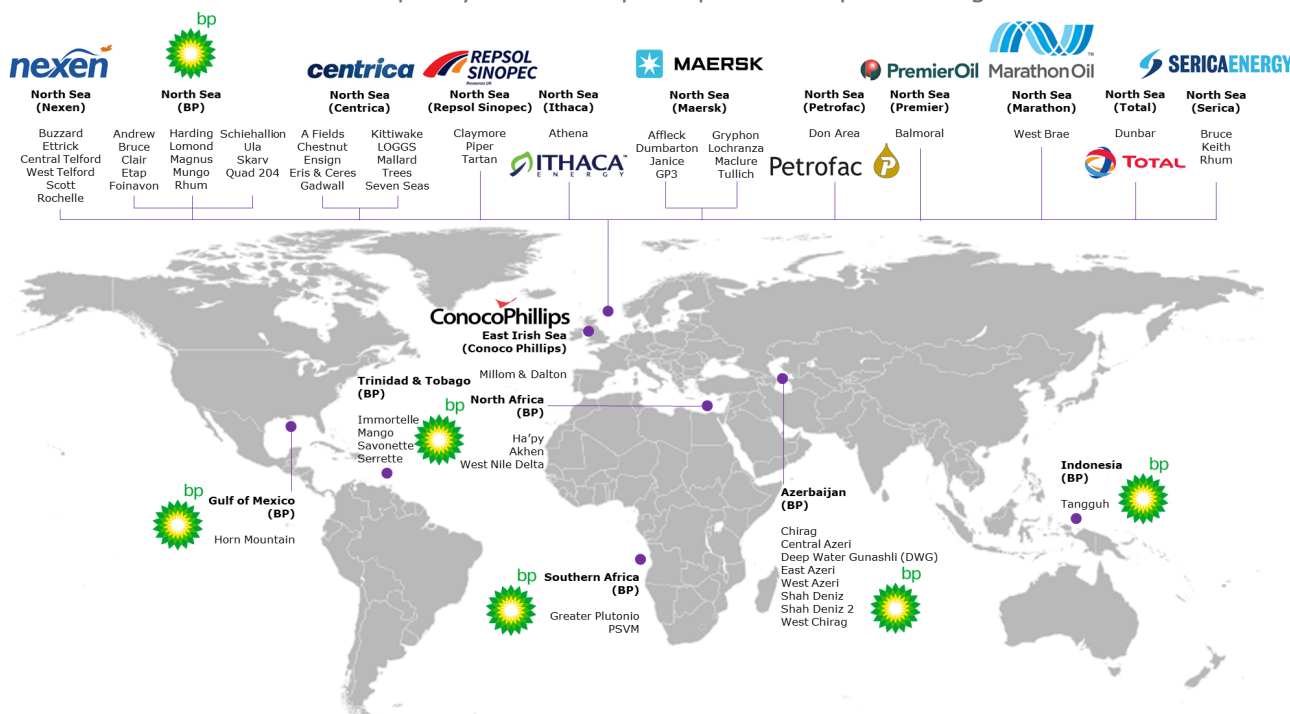 nexen
North Sea
(Nexen)
Buzzard
Ettrick
Central Telford
West Telford
Scott
Rochelle
bp
North Sea
(BP)
Andrew
Bruce
Clair
Etap
Foinavon
Harding
Lomond
Magnus
Mungo
Rhum
Schiehallion
Ula
Skarv
Quad 204
centrica
North Sea
(Centrica)
A Fields
Chestnut
Ensign
Eris & Ceres
Gadwall
Kittiwake
LOGGS
Mallard
Trees
Seven Seas
REPSOL
SINOPEC
Resources UK
North Sea
(Repsol Sinopec)
Claymore
Piper
Tartan
North Sea
(Ithaca)
Athena
ITHACA™
ENERGY
MAERSK
North Sea
(Maersk)
Affleck
Dumbarton
Janice
GP3
Gryphon
Lochranza
Maclure
Tullich
North Sea
(Petrofac)
Don Area
Petrofac
PremierOil
North Sea
(Premier)
Balmoral
Marathon Oil
TM
North Sea
(Marathon)
West Brae
North Sea
(Total)
Dunbar
TOTAL
SERICAENERGY
North Sea
(Serica)
Bruce
Keith
Rhum
ConocoPhillips
East Irish Sea
(Conoco Phillips)
Millom & Dalton
Trinidad & Tobago
(BP)
bp
Immortelle
Mango
Savonette
Serrette
North Africa
(BP)
Ha’py
Akhen
West Nile Delta
bp
Gulf of Mexico
(BP)
Horn Mountain
bp
Southern Africa
(BP)
Greater Plutonio
PSVM
Azerbaijan
(BP)
Chirag
Central Azeri
Deep Water Gunashli (DWG)
East Azeri
West Azeri
Shah Deniz
Shah Deniz 2
West Chirag
bp
Indonesia
(BP)
Tangguh
bp